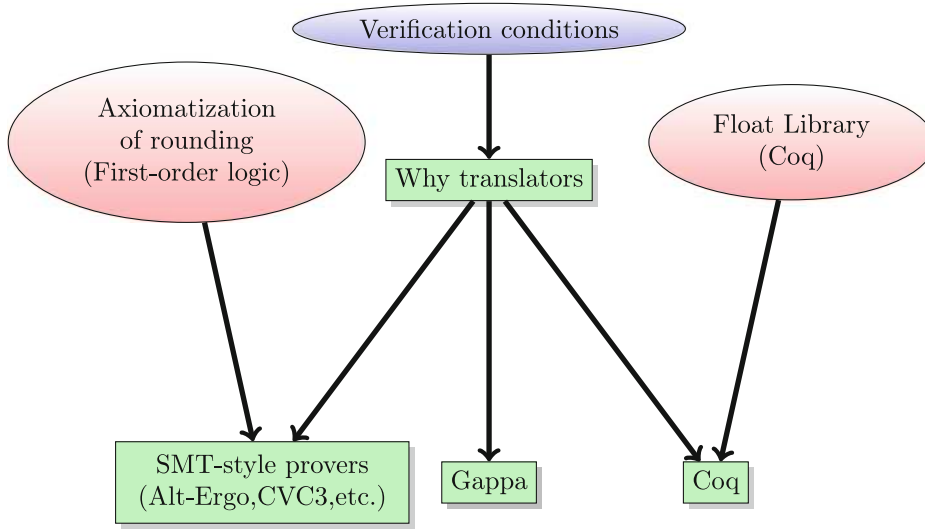 Verification conditions
Axiomatization
of rounding
(First-order logic)
Float Library
(Coq)
Why translators
SMT-style provers
(Alt-Ergo,CVC3,etc.)
Gappa
Coq